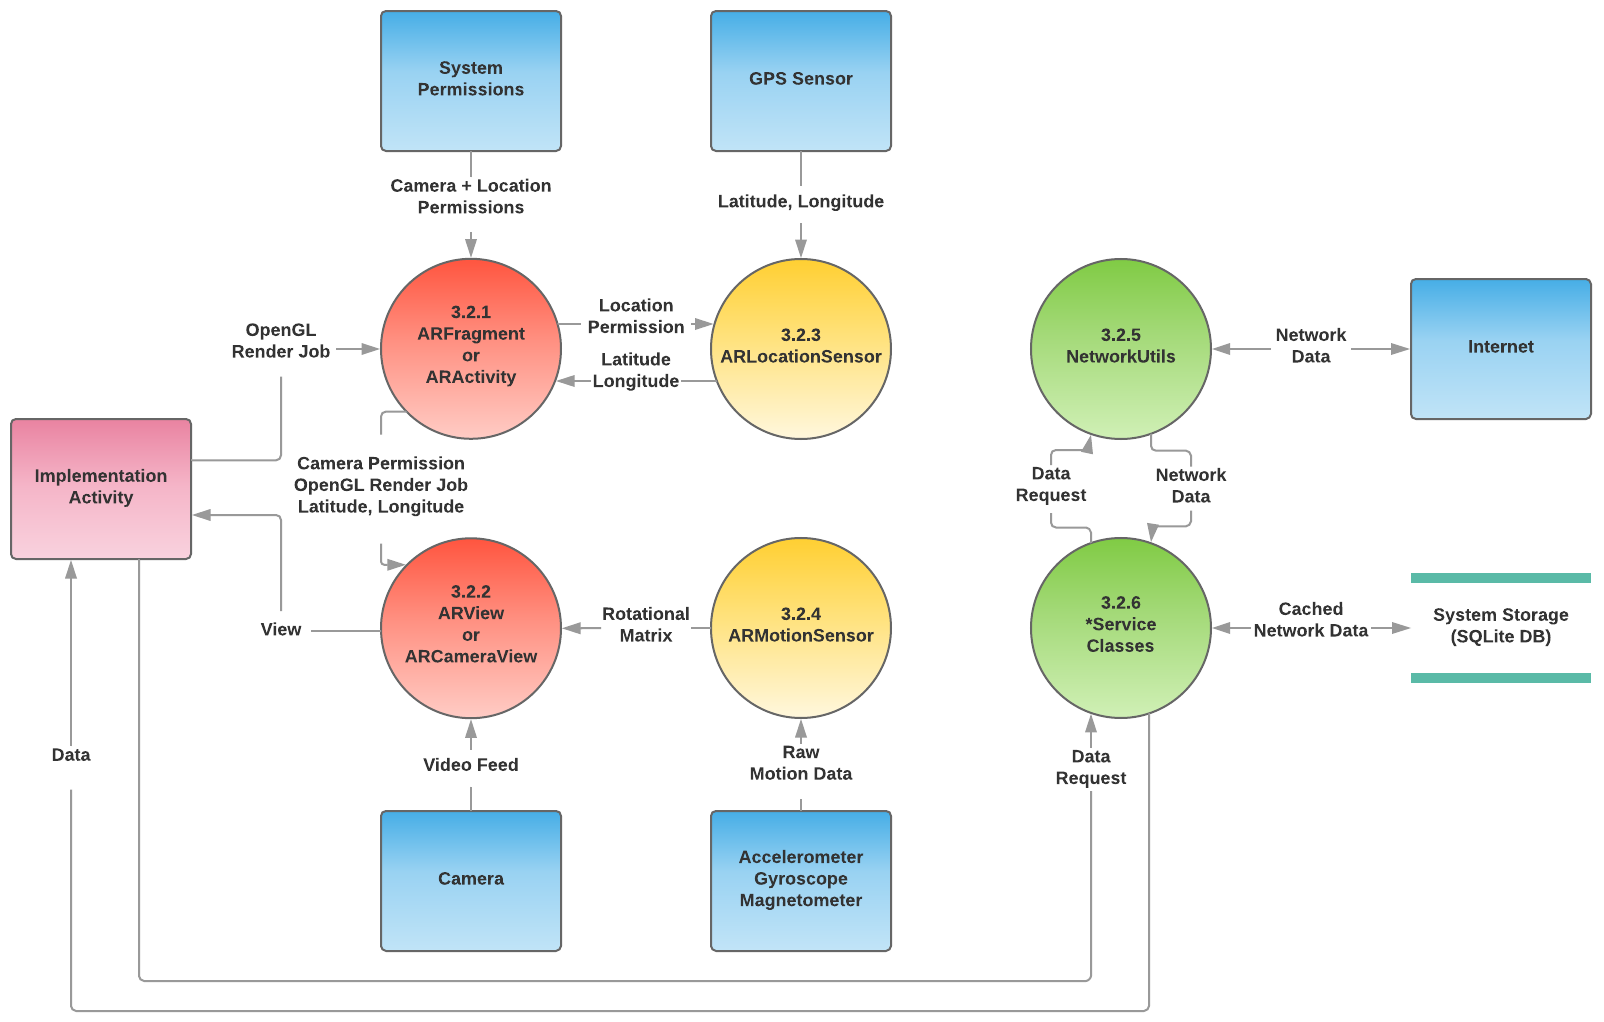 System
Permissions
GPS Sensor
Camera + Location
Permissions
Latitude, Longitude
3.2.1
ARFragment
or
ARActivity
Location
Permission
Latitude
Longitude
3.2.3
ARLocationSensor
3.2.5
NetworkUtils
Network
Data
Internet
OpenGL
Render Job
Implementation
Activity
Camera Permission
OpenGL Render Job
Latitude, Longitude
Data
Request
Network
Data
View
3.2.2
ARView
or
ARCameraView
Rotational
Matrix
3.2.4
ARMotionSensor
3.2.6
*Service
Classes
Cached
Network Data
System Storage
(SQLite DB)
Data
Video Feed
Raw
Motion Data
Data
Request
Camera
Accelerometer
Gyroscope
Magnetometer